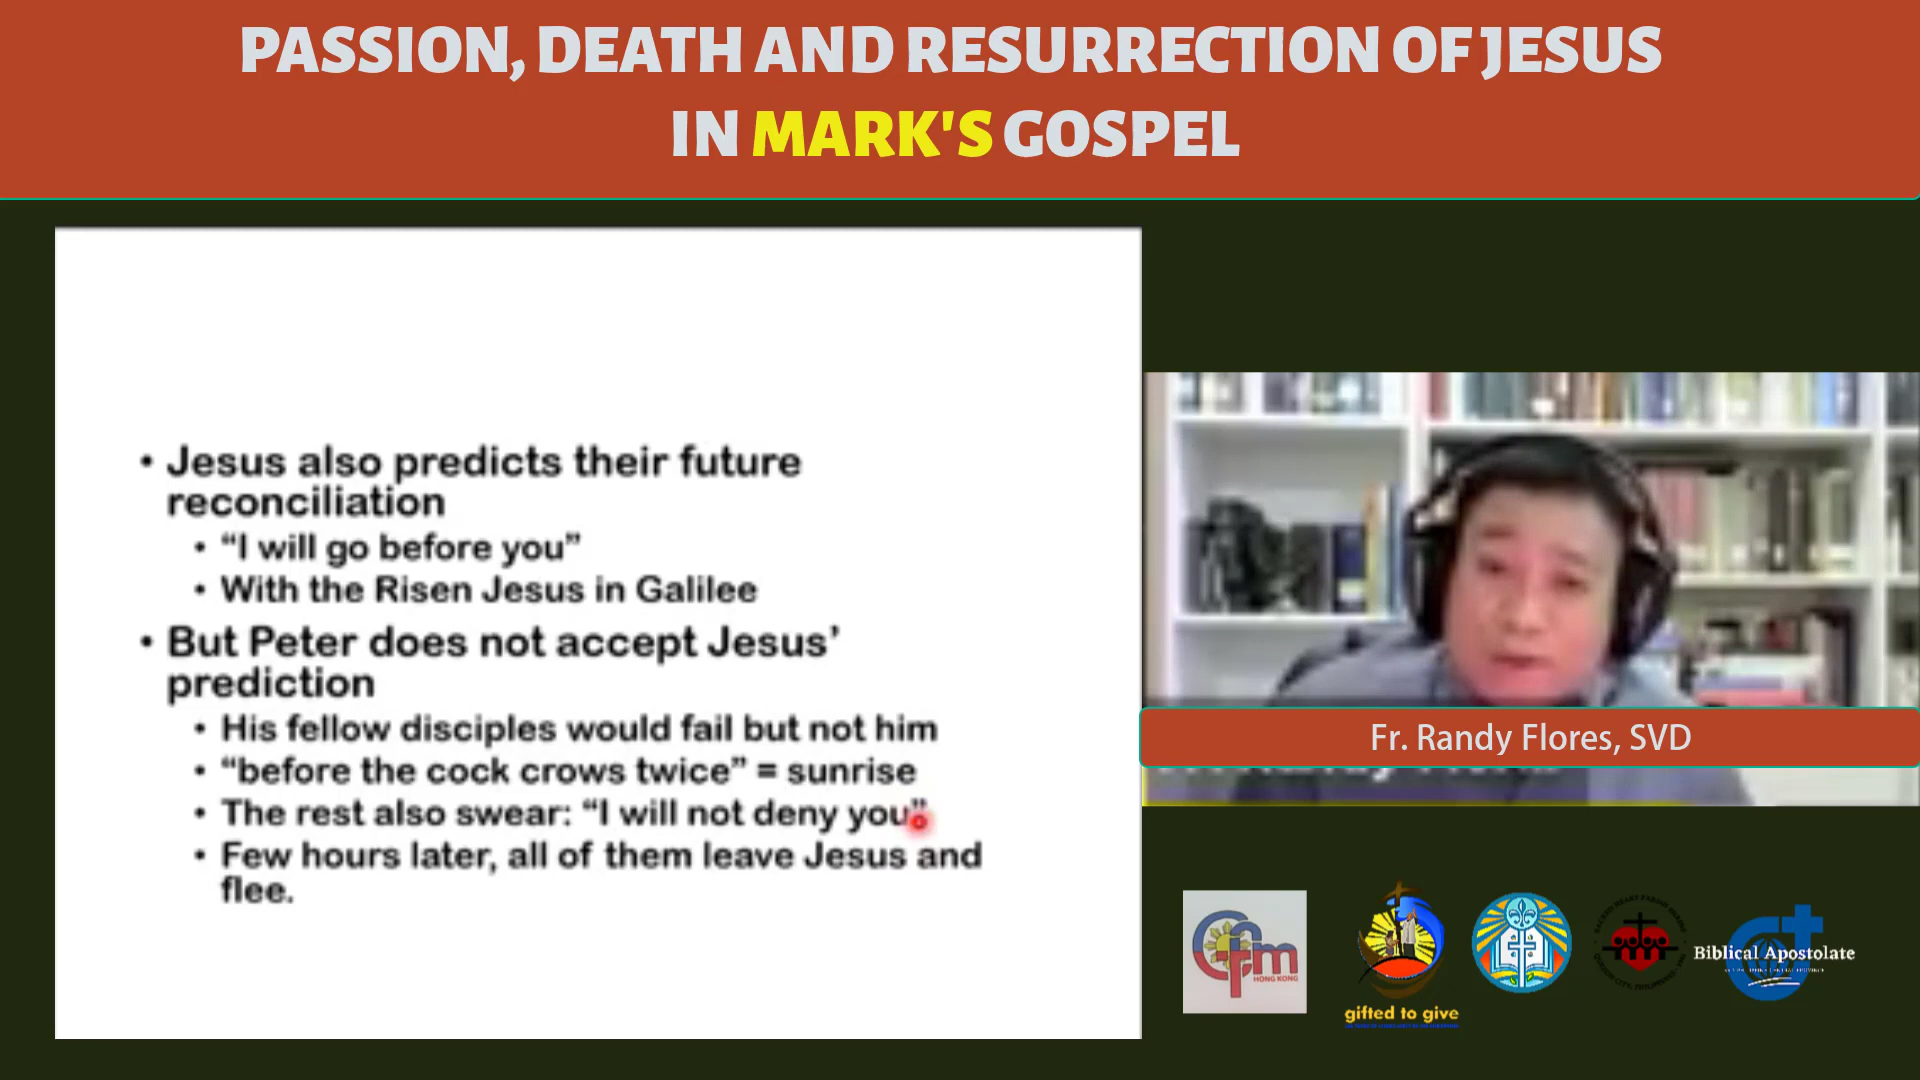 PASSION, DEATH AND RESURRECTION OF JESUS
IN MARK'S GOSPEL
• Jesus also predicts their future
reconciliation
• “I will go before you”
• With the Risen Jesus in Galilee
• But Peter does not accept Jesus’
prediction
• His fellow disciples would fail but not him
• “before the cock crows twice” = sunrise
• The rest also swear: “I will not deny you”
• Few hours later, all of them leave Jesus and
flee.
Fr. Randy Flores, SVD
Cfm
HONG KONG
gifted to give
Biblical Apostolate